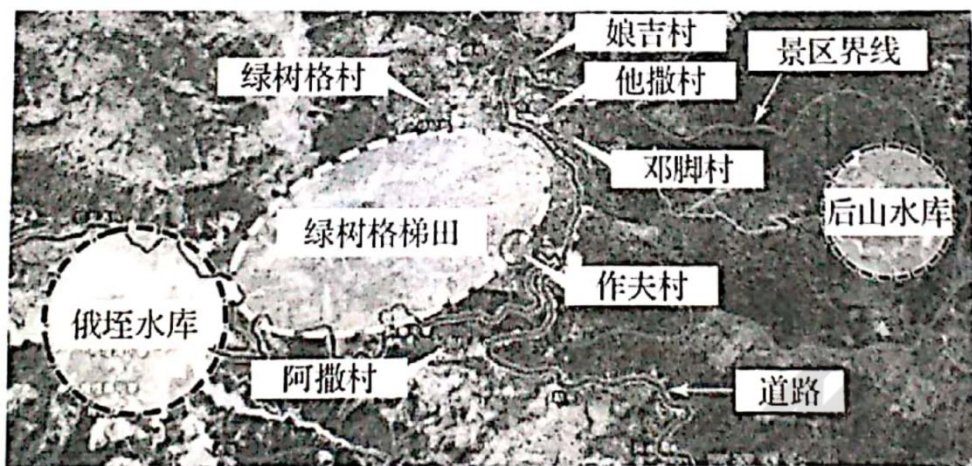 娘吉村
景区界线
绿树格村
他撒村
邓脚村
后山水库
绿树格梯田
作夫村
俄垤水库
阿撒村
道路